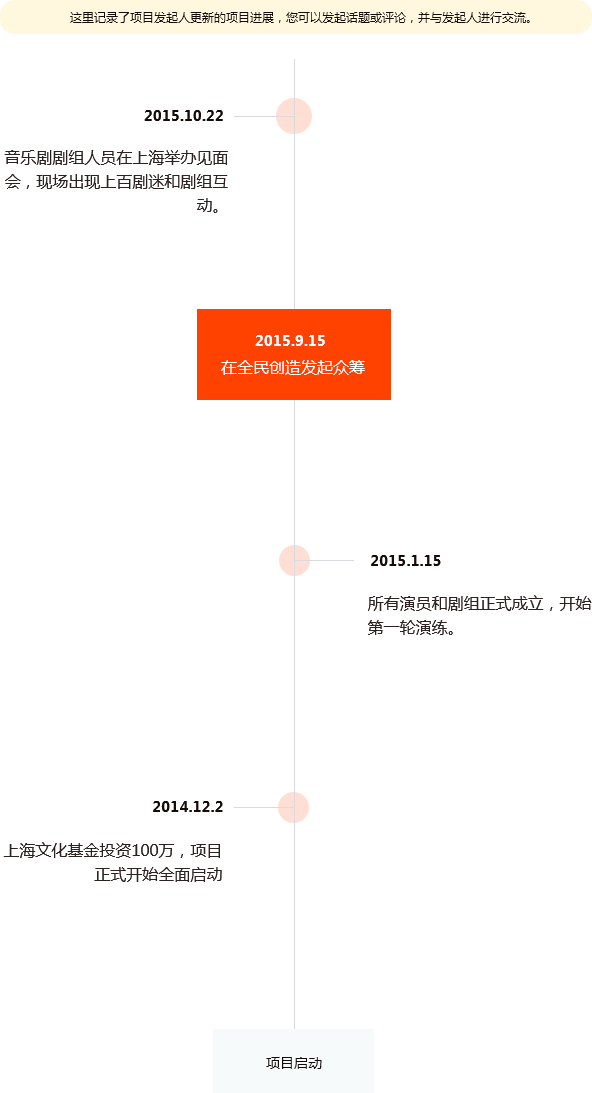 这里记录了项目发起人更新的项目进展，您可以发起话题或评论，并与发起人进行交流。
2015.10.22
音乐剧剧组人员在上海举办见面
会，现场出现上百剧迷和剧组互
动。
2015.9.15
在全民创造发起众筹
2015.1.15
所有演员和剧组正式成立，开始
第一轮演练。
2014.12.2
上海文化基金投资100万，项目
正式开始全面启动
项目启动